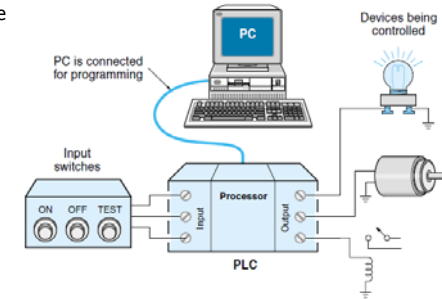 e
Devices being
controlled
PC
PC is connected
for programming
Input
switches
ON OFF TEST
Input
Processor
Output
PLC